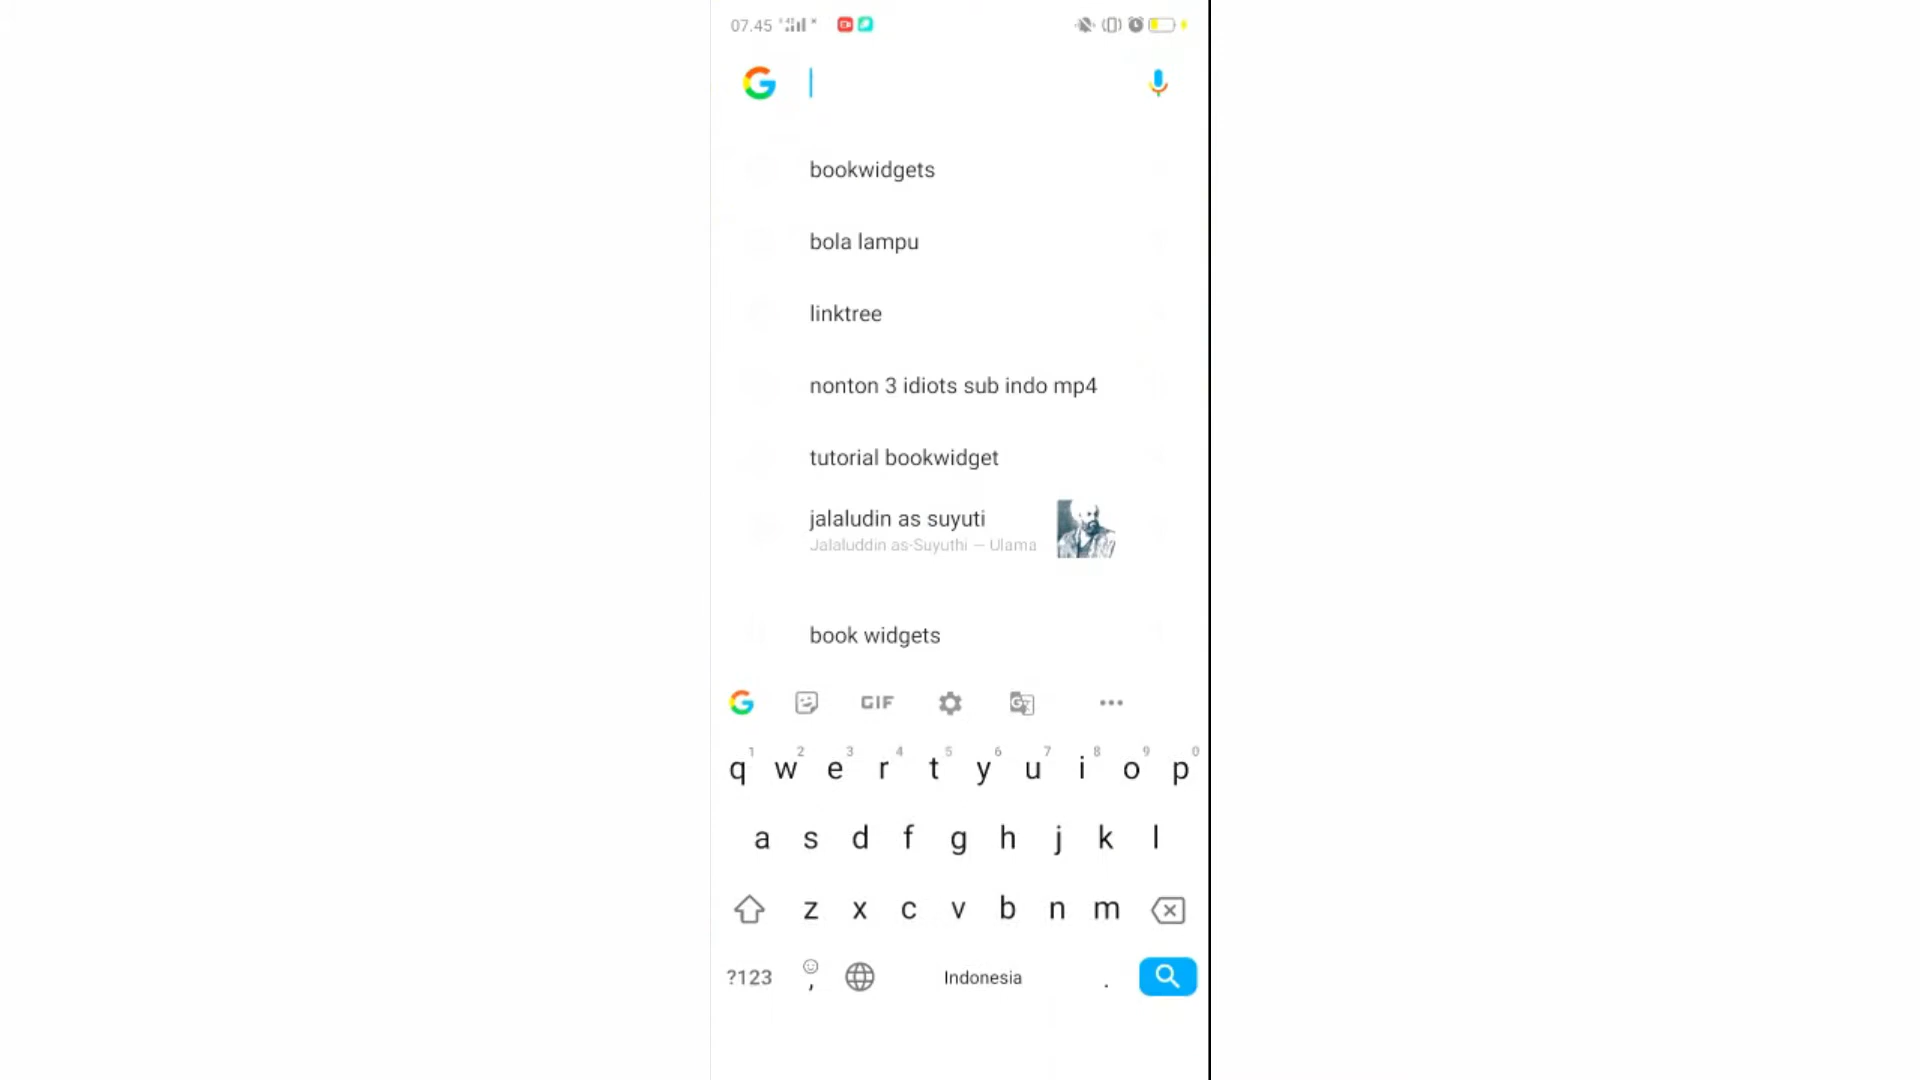 07.45
bookwidgets
bola lampu
linktree
nonton 3 idiots sub indo mp4
tutorial bookwidget
jalaludin as suyuti
Jalaluddin as-Suyuthi — Ulama
book widgets
G GIF G
1 2 3 4 5 6 7 8 9 0
q w e r t y u i o p
a s d f g h j k l
z x c v b n m
?123 , Indonesia .